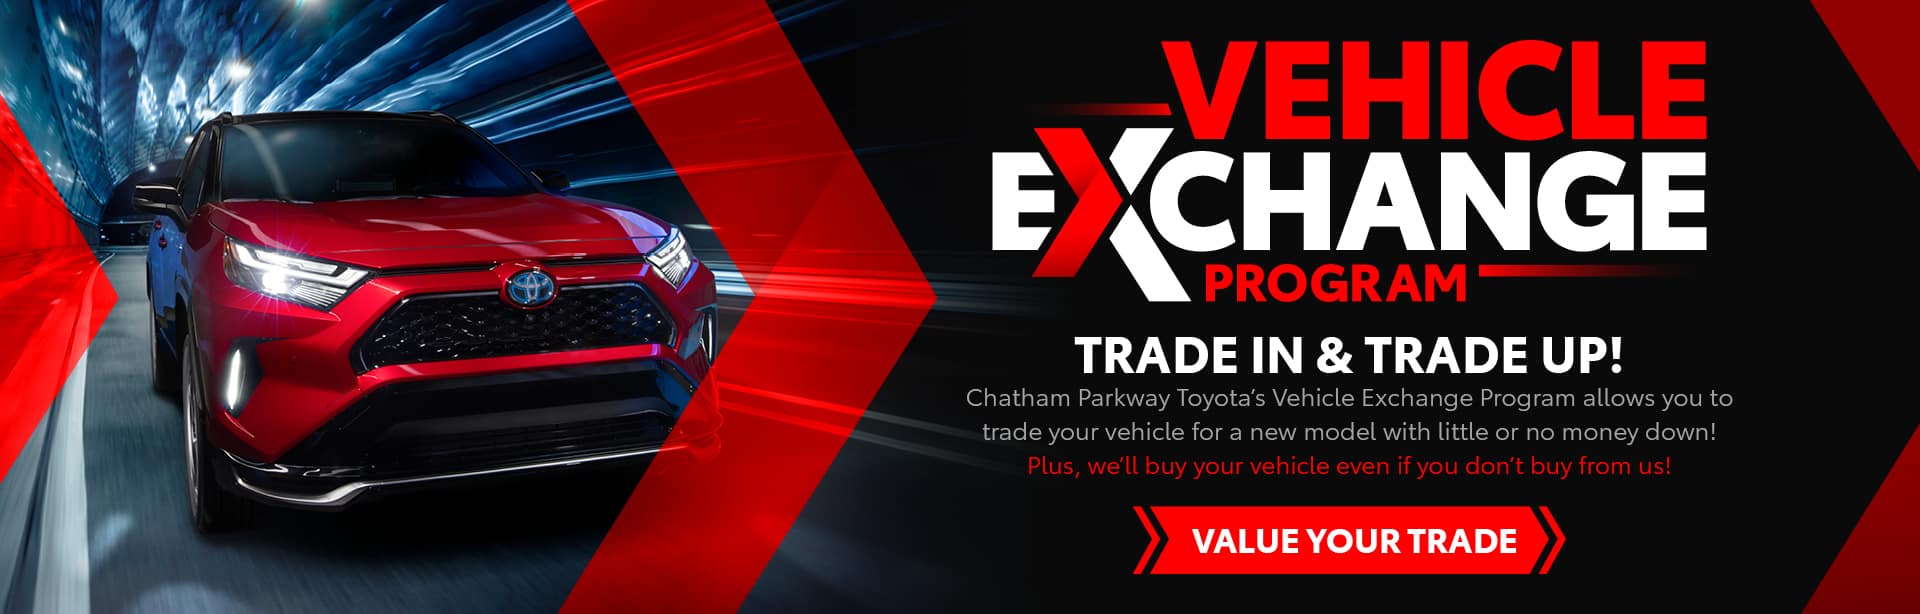 VEHICLE
EXCHANGE
PROGRAM
TRADE IN & TRADE UP!
Chatham Parkway Toyota's Vehicle Exchange Program allows you to
trade your vehicle for a new model with little or no money down!
Plus, we'll buy your vehicle even if you don't buy from us!
VALUE YOUR TRADE